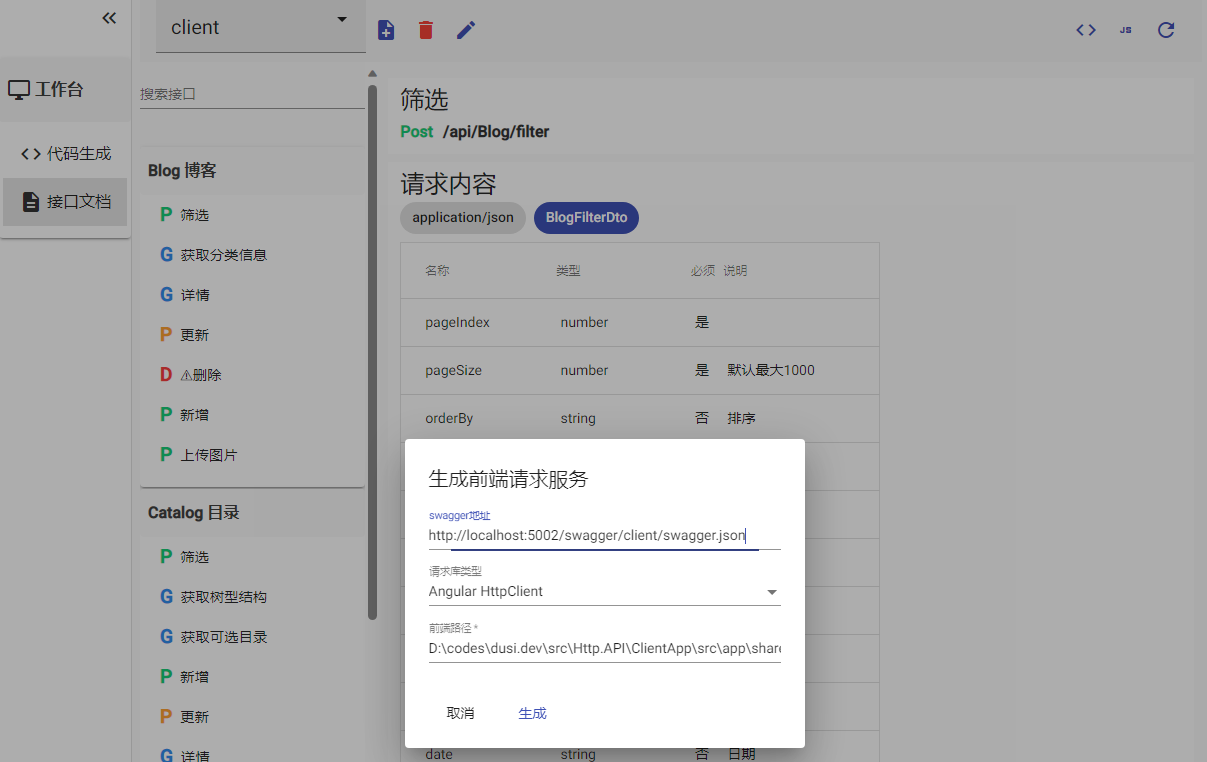 client
JS
工作台
代码生成
接口文档
搜索接口
Blog 博客
P 筛选
G 获取分类信息
G 详情
P 更新
D ⚠删除
P 新增
P 上传图片
Catalog 目录
P 筛选
G 获取树型结构
G 获取可选目录
P 新增
P 更新
G 详情
筛选
Post /api/Blog/filter
请求内容
application/json BlogFilterDto
名称 类型 必须 说明
pageIndex number 是
pageSize number 是 默认最大1000
orderBy string 否 排序
date string 否 日期
生成前端请求服务
swagger地址
http://localhost:5002/swagger/client/swagger.json
请求库类型
Angular HttpClient
前端路径 *
D:\codes\dusi.dev\src\Http.API\ClientApp\src\app\share
取消 生成